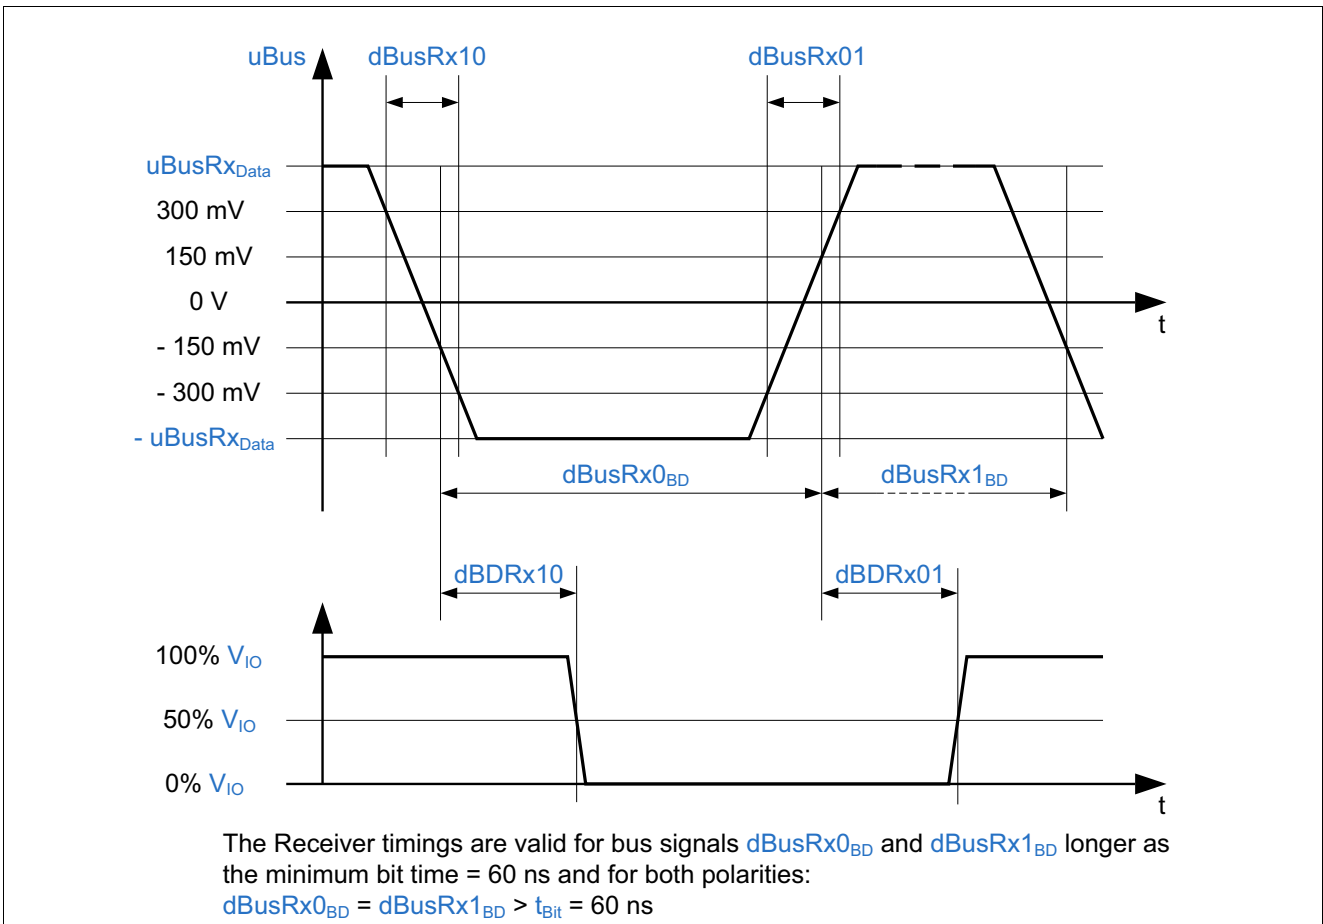 uBus dBusRx10 dBusRx01
uBusRxData
300 mV
150 mV
0 V
t
- 150 mV
- 300 mV
- uBusRxData
dBusRx0BD dBusRx1BD
dBDRx10 dBDRx01
100% VIO
50% VIO
0% VIO
t
The Receiver timings are valid for bus signals dBusRx0BD and dBusRx1BD longer as
the minimum bit time = 60 ns and for both polarities:
dBusRx0BD = dBusRx1BD > tBit = 60 ns